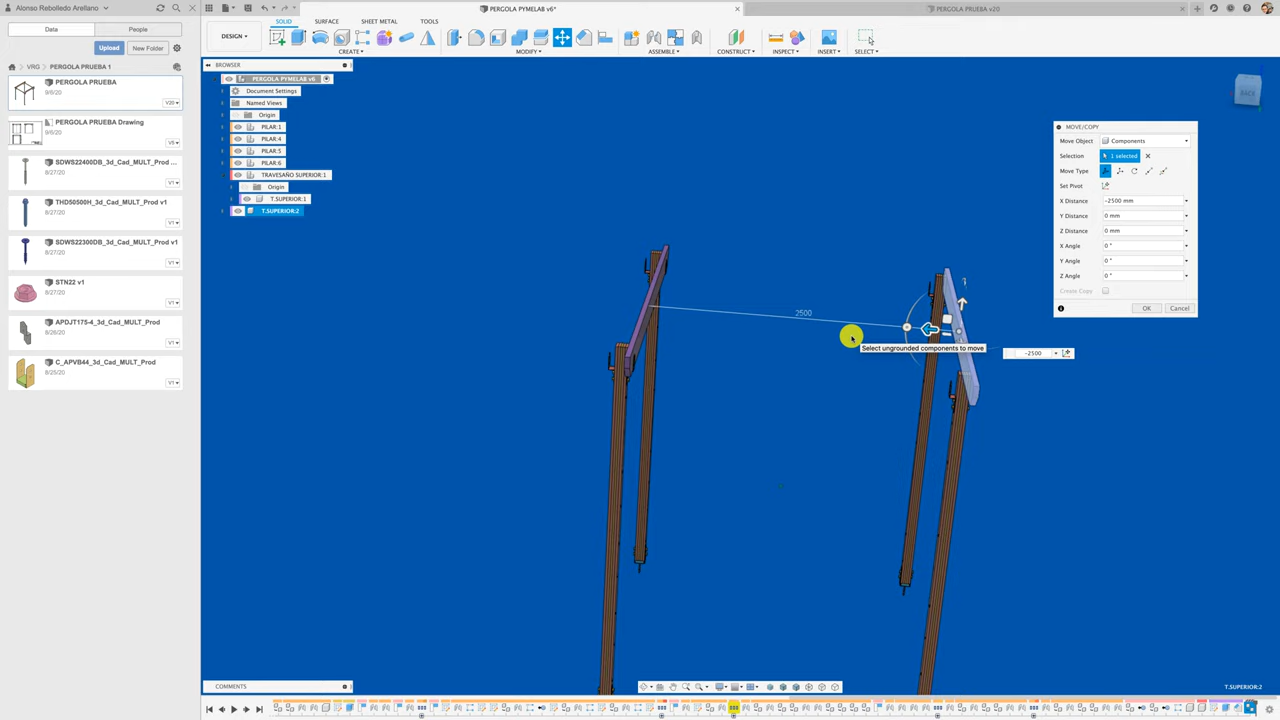 Alonso Rebolledo Arellano
PERGOLA PYMELAB v6*
PERGOLA PRUEBA v20
Data
People
Upload
New Folder
VRG
PERGOLA PRUEBA 1
PERGOLA PRUEBA
9/6/20
V20
PERGOLA PRUEBA Drawing
9/6/20
V5
SDWS22400DB_3d_Cad_MULT_Prod ...
8/27/20
V1
THD50500H_3d_Cad_MULT_Prod v1
8/27/20
V1
SDWS22300DB_3d_Cad_MULT_Prod v1
8/27/20
V1
STN22 v1
8/27/20
V1
APDJT175-4_3d_Cad_MULT_Prod
8/26/20
V1
C_APVB44_3d_Cad_MULT_Prod
8/25/20
V1
SOLID
SURFACE
SHEET METAL
TOOLS
DESIGN
CREATE
MODIFY
ASSEMBLE
CONSTRUCT
INSPECT
INSERT
SELECT
BROWSER
PERGOLA PYMELAB v6
Document Settings
Named Views
Origin
PILAR:1
PILAR:4
PILAR:5
PILAR:6
TRAVESAÑO SUPERIOR:1
Origin
T.SUPERIOR:1
T.SUPERIOR:2
BACK
MOVE/COPY
Move Object
Components
Selection
1 selected
Move Type
Set Pivot
X Distance
-2500 mm
Y Distance
0 mm
Z Distance
0 mm
X Angle
0 °
Y Angle
0 °
Z Angle
0 °
Create Copy
OK
Cancel
2500
Select ungrounded components to move
-2500
COMMENTS
T.SUPERIOR:2